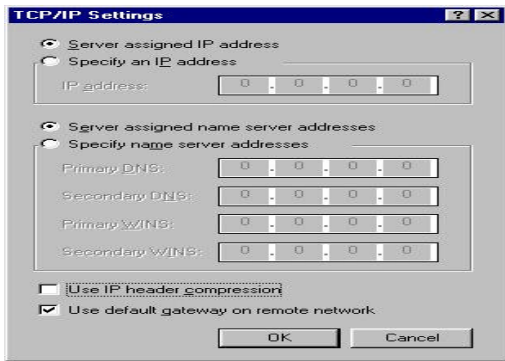 TCP/IP Settings ? X
Server assigned IP address
Specify an IP address
IP address: 0 . 0 . 0 . 0
Server assigned name server addresses
Specify name server addresses
Primary DNS: 0 . 0 . 0 . 0
Secondary DNS: 0 . 0 . 0 . 0
Primary WINS: 0 . 0 . 0 . 0
Secondary WINS: 0 . 0 . 0 . 0
Use IP header compression
Use default gateway on remote network
OK Cancel